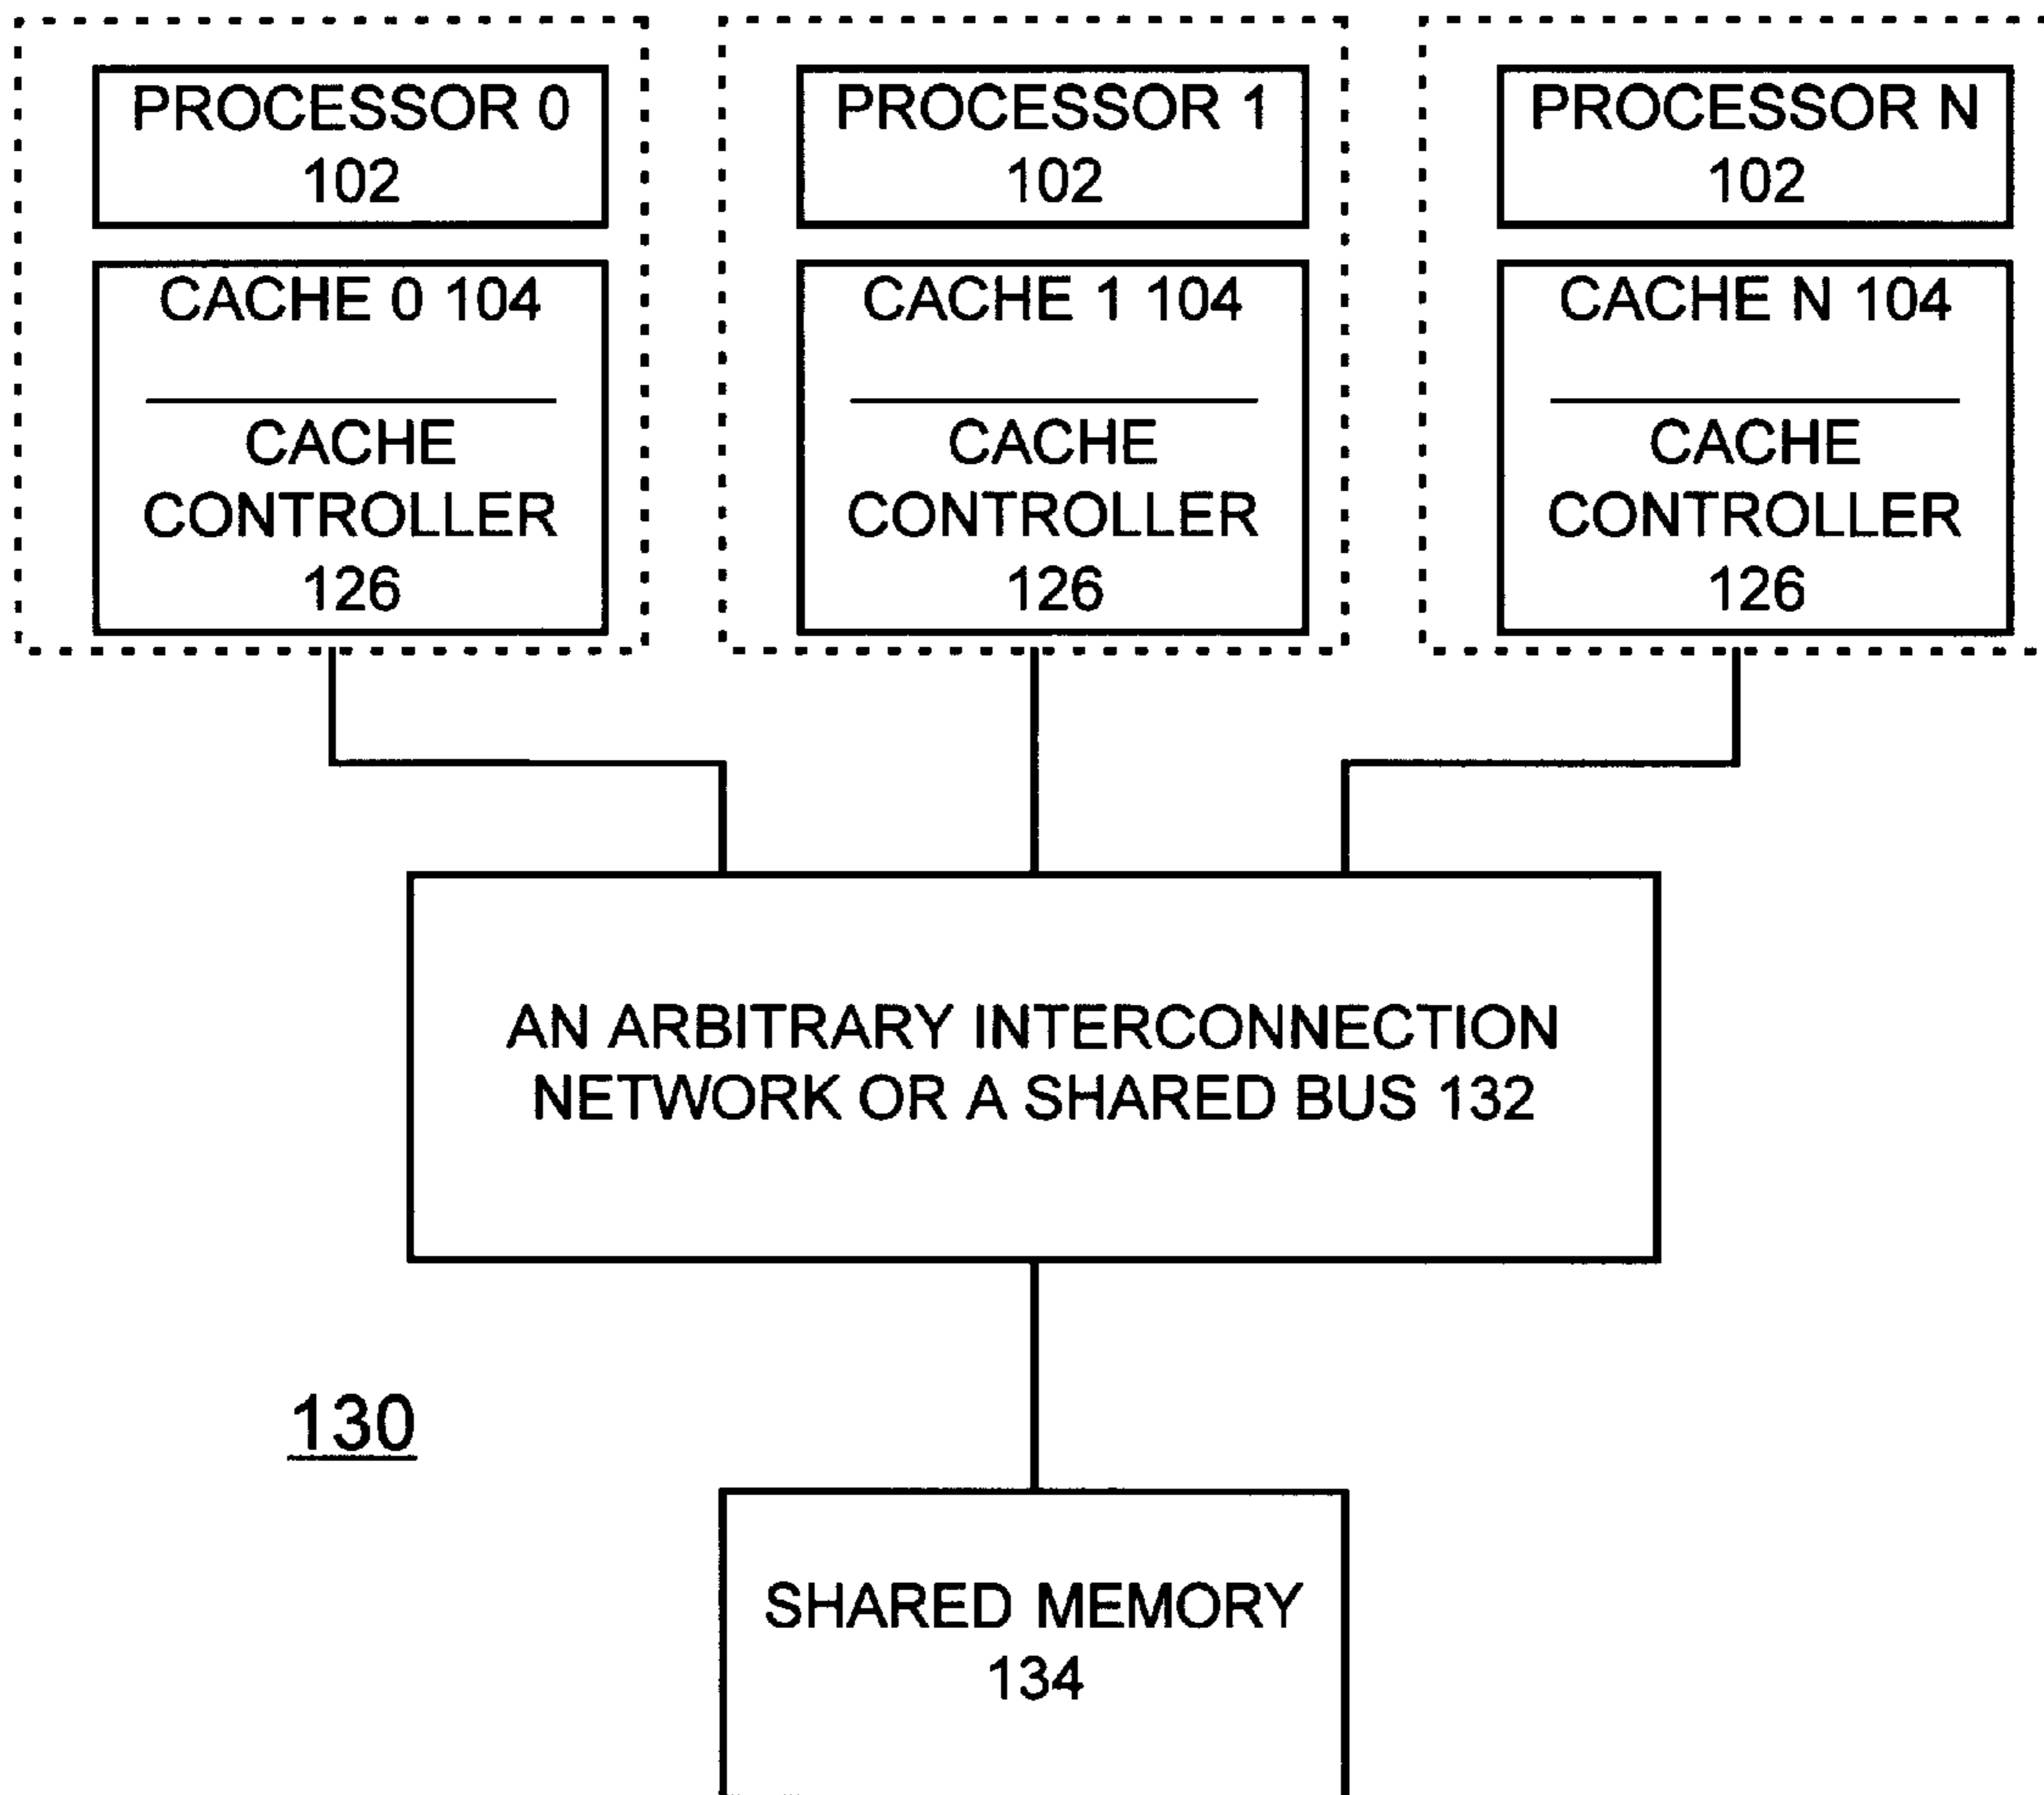 PROCESSOR 0
102
CACHE 0 104
CACHE
CONTROLLER
126
PROCESSOR 1
102
CACHE 1 104
CACHE
CONTROLLER
126
PROCESSOR N
102
CACHE N 104
CACHE
CONTROLLER
126
AN ARBITRARY INTERCONNECTION
NETWORK OR A SHARED BUS 132
130
SHARED MEMORY
134